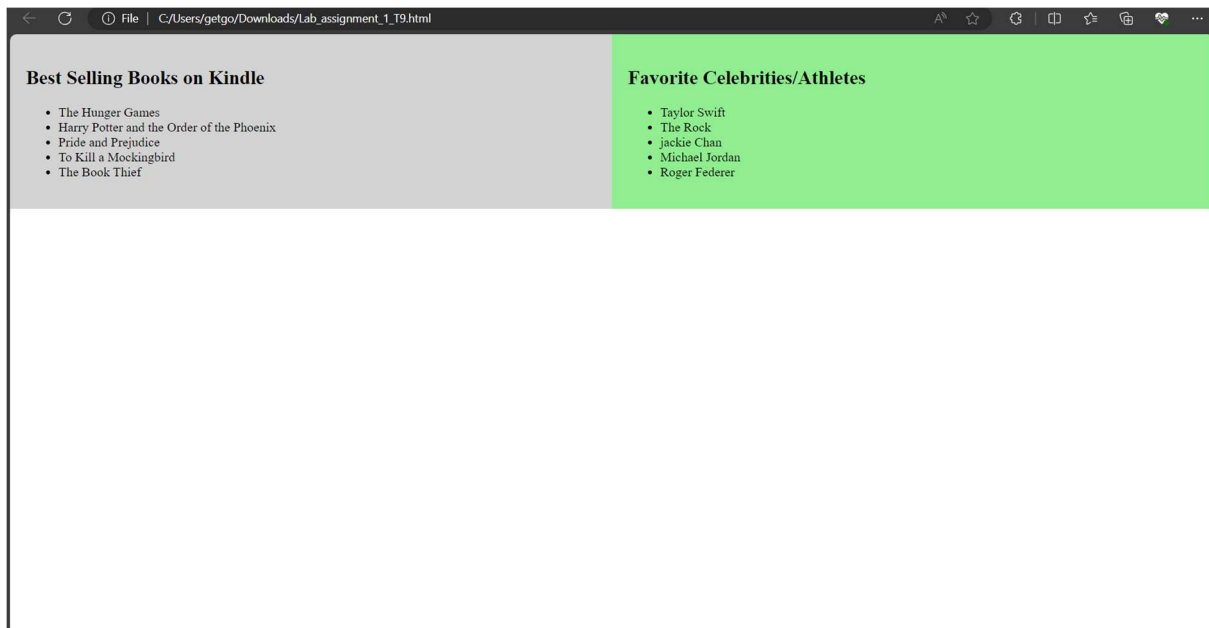 File
C:/Users/getgo/Downloads/Lab_assignment_1_T9.html
Best Selling Books on Kindle
The Hunger Games
Harry Potter and the Order of the Phoenix
Pride and Prejudice
To Kill a Mockingbird
The Book Thief
Favorite Celebrities/Athletes
Taylor Swift
The Rock
jackie Chan
Michael Jordan
Roger Federer